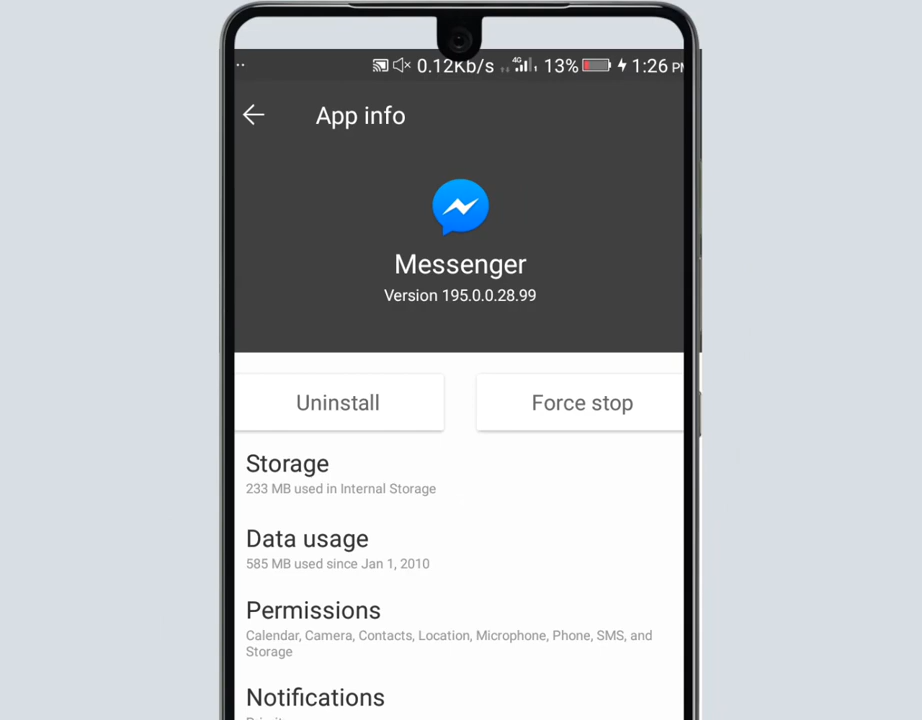 0.12Kb/s 4G 13% 1:26
App info
Messenger
Version 195.0.0.28.99
Uninstall
Force stop
Storage
233 MB used in Internal Storage
Data usage
585 MB used since Jan 1, 2010
Permissions
Calendar, Camera, Contacts, Location, Microphone, Phone, SMS, and
Storage
Notifications